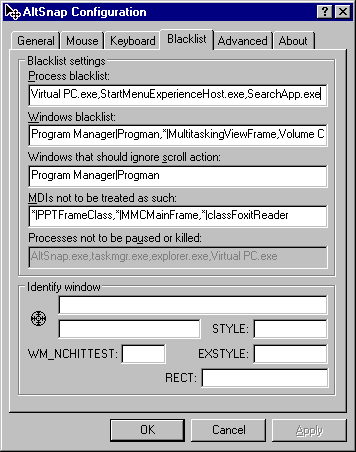 AltSnap Configuration
General Mouse Keyboard Blacklist Advanced About
Blacklist settings
Process blacklist:
Virtual PC.exe,StartMenuExperienceHost.exe,SearchApp.exe
Windows blacklist:
Program Manager|Progman,*|MultitaskingViewFrame,Volume C
Windows that should ignore scroll action:
Program Manager|Progman
MDIs not to be treated as such:
*|PPTFrameClass,*|MMCMainFrame,*|classFoxitReader
Processes not to be paused or killed:
AltSnap.exe,taskmgr.exe,explorer.exe,Virtual PC.exe
Identify window
STYLE:
WM_NCHITTEST: EXSTYLE:
RECT:
OK Cancel Apply